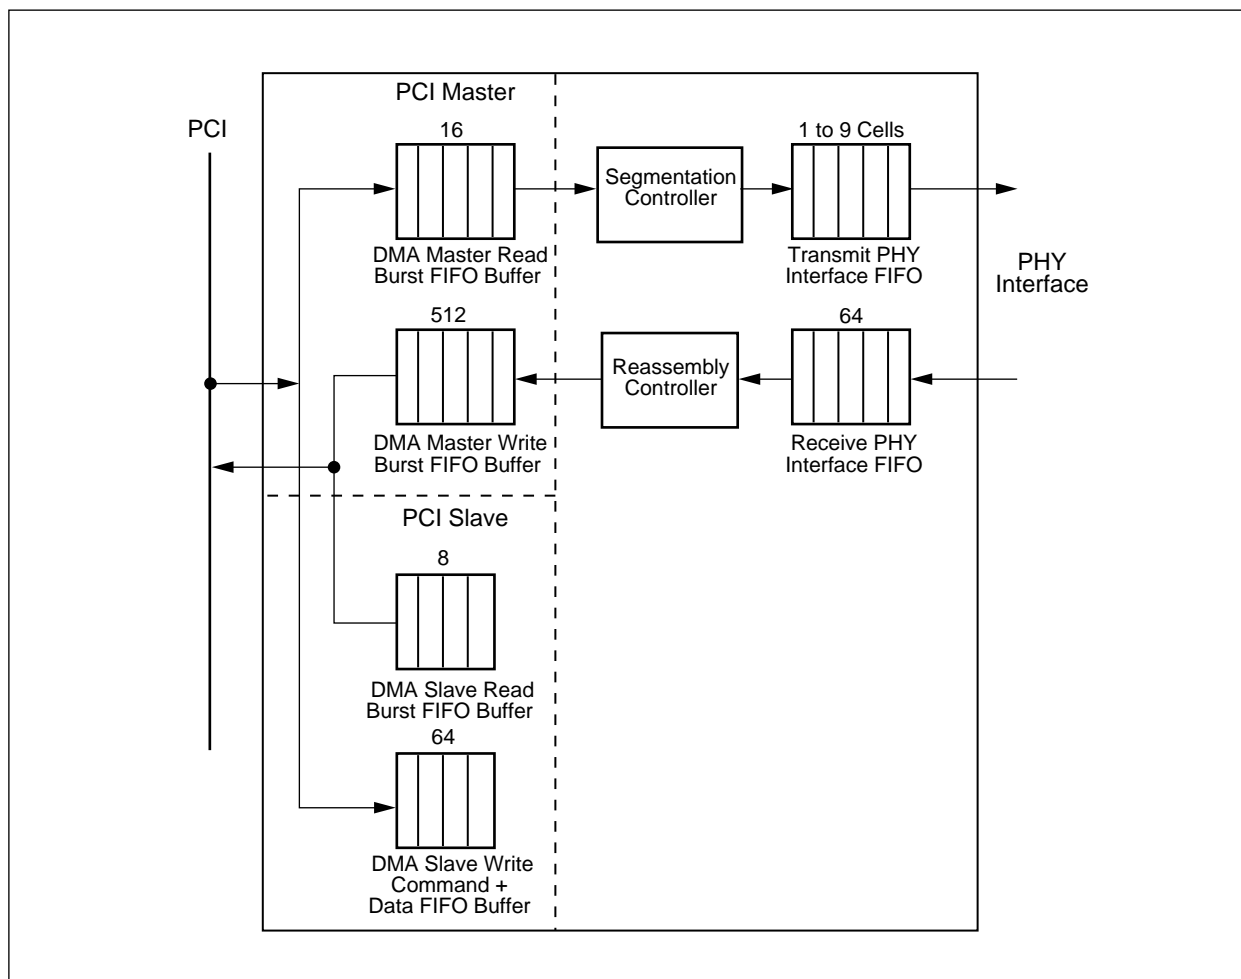 PCI Master
PCI
16
1 to 9 Cells
Segmentation
Controller
DMA Master Read
Burst FIFO Buffer
Transmit PHY
Interface FIFO
PHY
Interface
512
64
Reassembly
Controller
DMA Master Write
Burst FIFO Buffer
Receive PHY
Interface FIFO
PCI Slave
8
DMA Slave Read
Burst FIFO Buffer
64
DMA Slave Write
Command +
Data FIFO Buffer